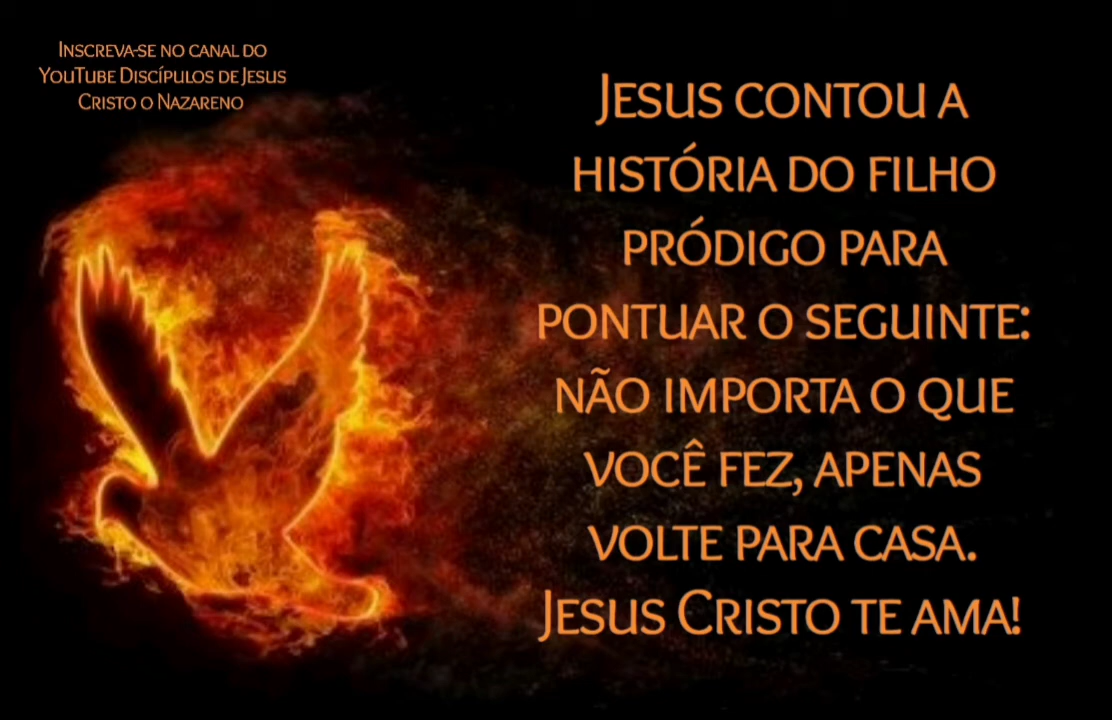 Inscreva-se no canal do
YouTube Discípulos de Jesus
Cristo o Nazareno
Jesus contou a
história do filho
pródigo para
pontuar o seguinte:
não importa o que
você fez, apenas
volte para casa.
Jesus Cristo te ama!